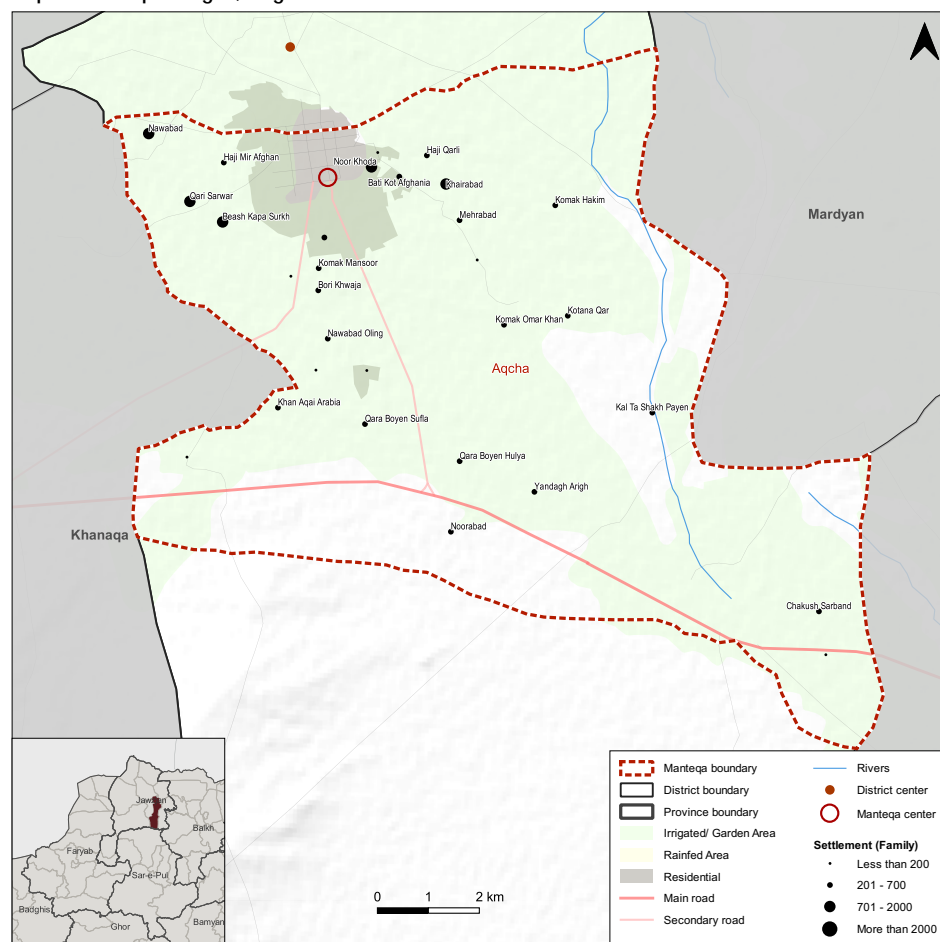 Nawabad
Haji Mir Afghan
Noor Khoda
Haji Qarli
Bati Kot Afghania
Khairabad
Qari Sarwar
Beash Kapa Surkh
Mehrabad
Komak Hakim
Mardyan
Komak Mansoor
Bori Khwaja
Komak Omar Khan
Kotana Qar
Nawabad Oling
Aqcha
Khan Aqai Arabia
Qara Boyen Sufla
Kal Ta Shakh Payen
Qara Boyen Hulya
Yandagh Arigh
Khanaqa
Noorabad
Chakush Sarband
Jawzjan
Balkh
Faryab
Sar-e-Pul
Badghis
Ghor
Bamyan
0 1 2 km
Manteqa boundary
District boundary
Province boundary
Irrigated/ Garden Area
Rainfed Area
Residential
Main road
Secondary road
Rivers
District center
Manteqa center
Settlement (Family)
Less than 200
201 - 700
701 - 2000
More than 2000